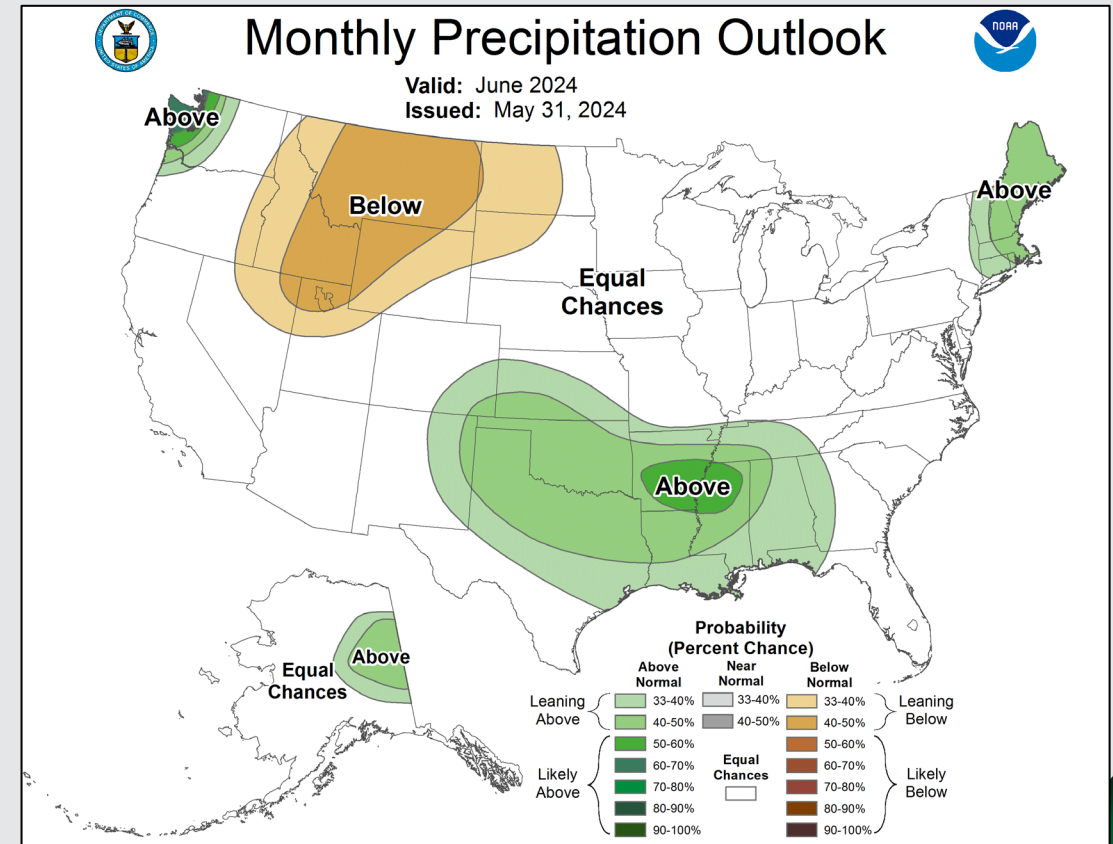 Monthly Precipitation Outlook
NOAA
Valid: June 2024
Issued: May 31, 2024
Above
Below
Above
Equal
Chances
Above
Above
Equal
Chances
Probability
(Percent Chance)
Above
Normal
Near
Normal
Below
Normal
Leaning
Above
33-40%
33-40%
33-40%
Leaning
Below
40-50%
40-50%
40-50%
50-60%
50-60%
60-70%
60-70%
Equal
Chances
Likely
Above
70-80%
70-80%
Likely
Below
80-90%
80-90%
90-100%
90-100%